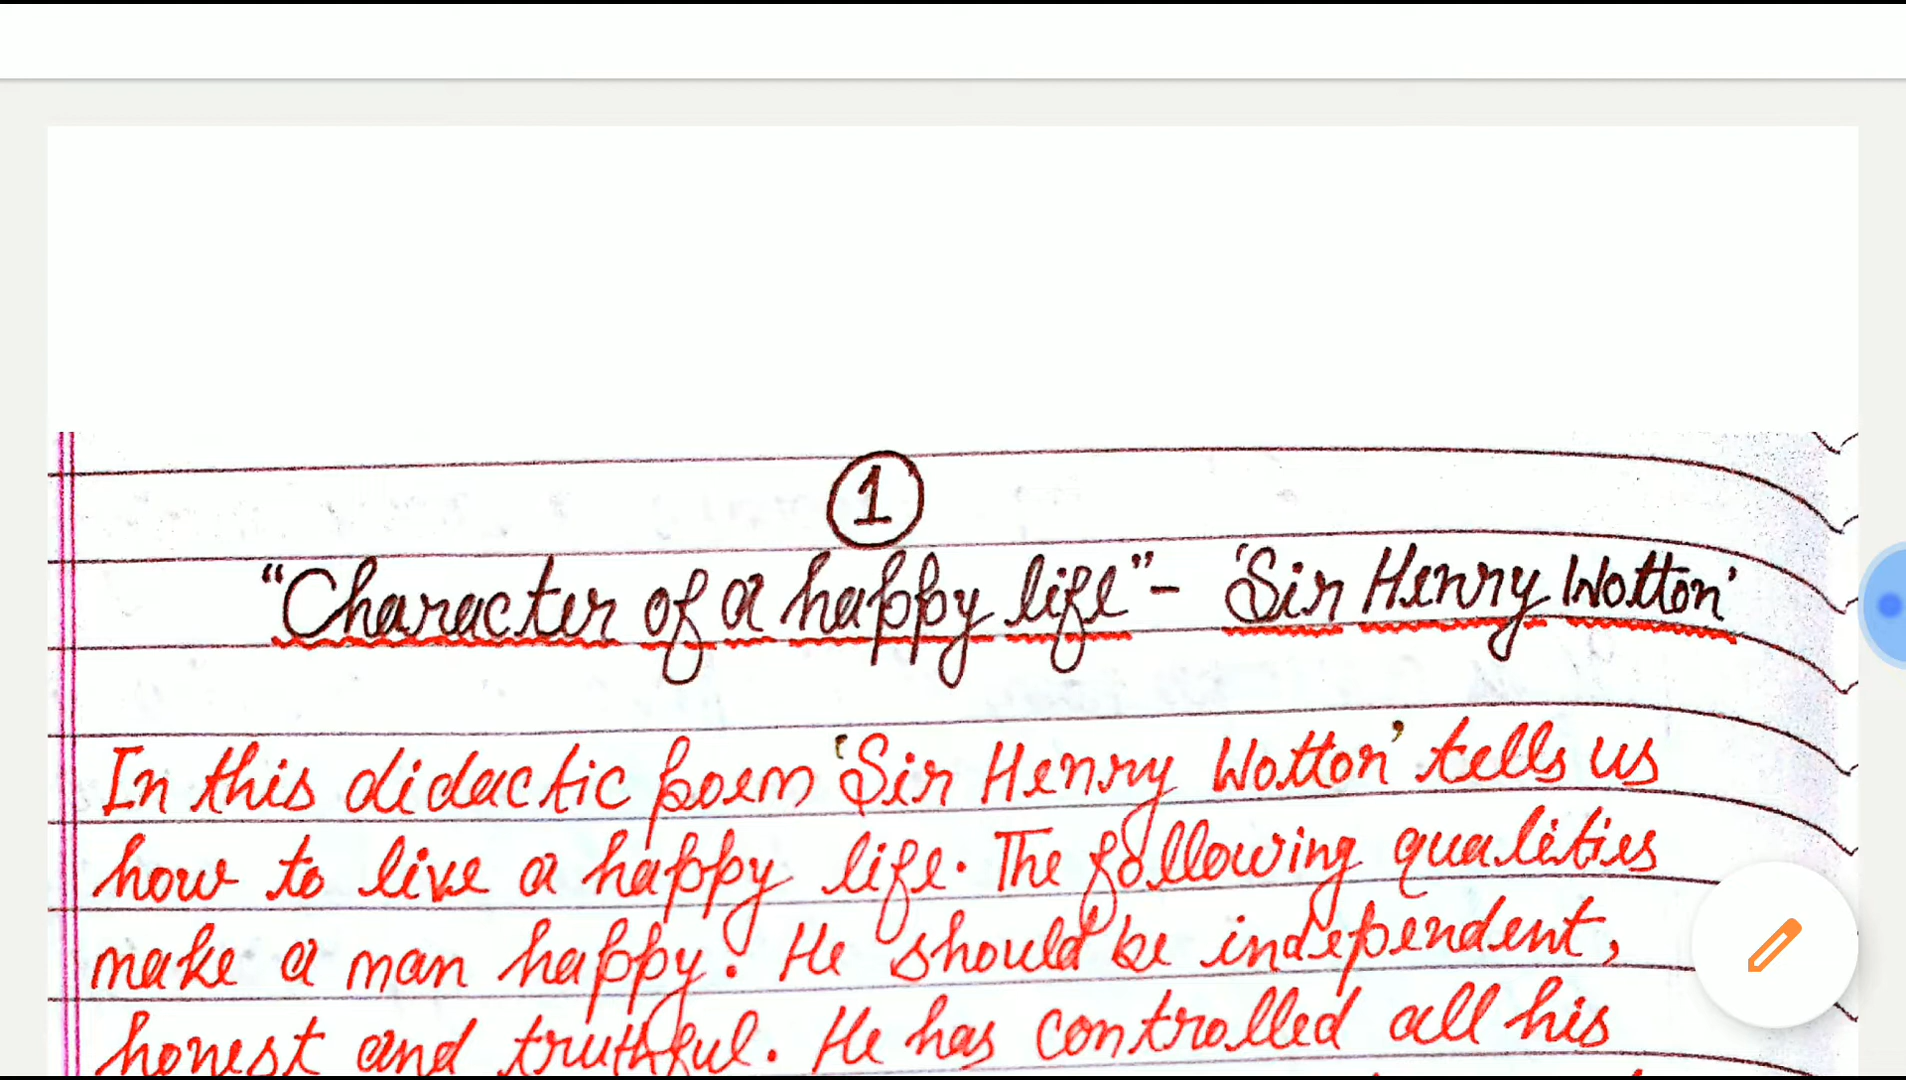 1
"Character of a happy life" - 'Sir Henry Wotton'
In this didactic poem 'Sir Henry Wotton' tells us
how to live a happy life. The following qualities
make a man happy. He should be independent,
honest and truthful. He has controlled all his